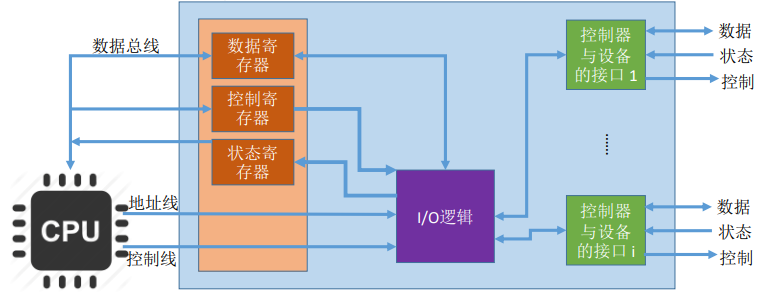 数据总线
数据寄
存器
控制寄
存器
状态寄
存器
地址线
CPU
控制线
I/O逻辑
控制器
与设备
的接口 1
数据
状态
控制
控制器
与设备
的接口 i
数据
状态
控制